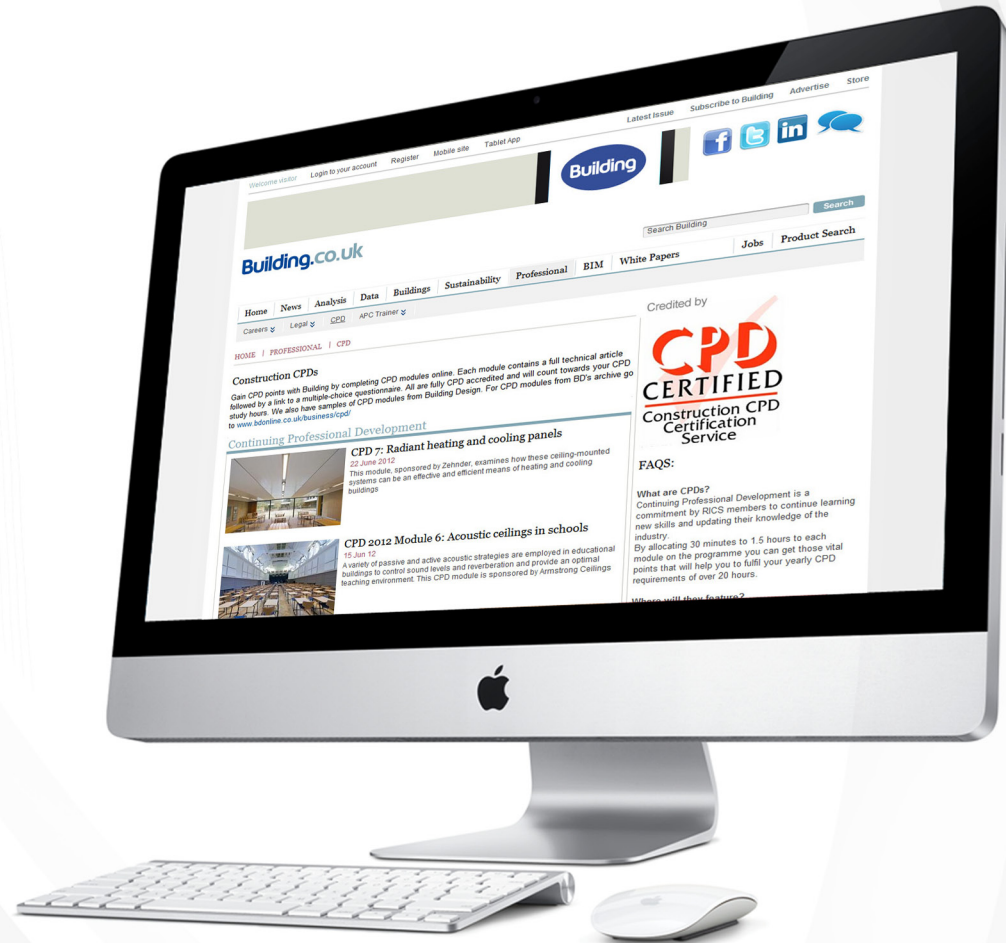 Welcome visitor Login to your account Register Mobile site Tablet App Latest Issue Subscribe to Building Advertise Store
Building
f t in
Building.co.uk
Search Building Search
Home News Analysis Data Buildings Sustainability Professional BIM White Papers Jobs Product Search
Careers Legal CPD APC Trainer
HOME | PROFESSIONAL | CPD
Construction CPDs
Gain CPD points with Building by completing CPD modules online. Each module contains a full technical article
followed by a link to a multiple-choice questionnaire. All are fully CPD accredited and will count towards your CPD
study hours. We also have samples of CPD modules from Building Design. For CPD modules from BD's archive go
to www.bdonline.co.uk/business/cpd/
Continuing Professional Development
CPD 7: Radiant heating and cooling panels
22 June 2012
This module, sponsored by Zehnder, examines how these ceiling-mounted
systems can be an effective and efficient means of heating and cooling
buildings
CPD 2012 Module 6: Acoustic ceilings in schools
15 Jun 12
A variety of passive and active acoustic strategies are employed in educational
buildings to control sound levels and reverberation and provide an optimal
teaching environment. This CPD module is sponsored by Armstrong Ceilings
Credited by
CPD
CERTIFIED
Construction CPD
Certification
Service
FAQS:
What are CPDs?
Continuing Professional Development is a
commitment by RICS members to continue learning
new skills and updating their knowledge of the
industry.
By allocating 30 minutes to 1.5 hours to each
module on the programme you can get those vital
points that will help you to fulfil your yearly CPD
requirements of over 20 hours.
Where will they feature?